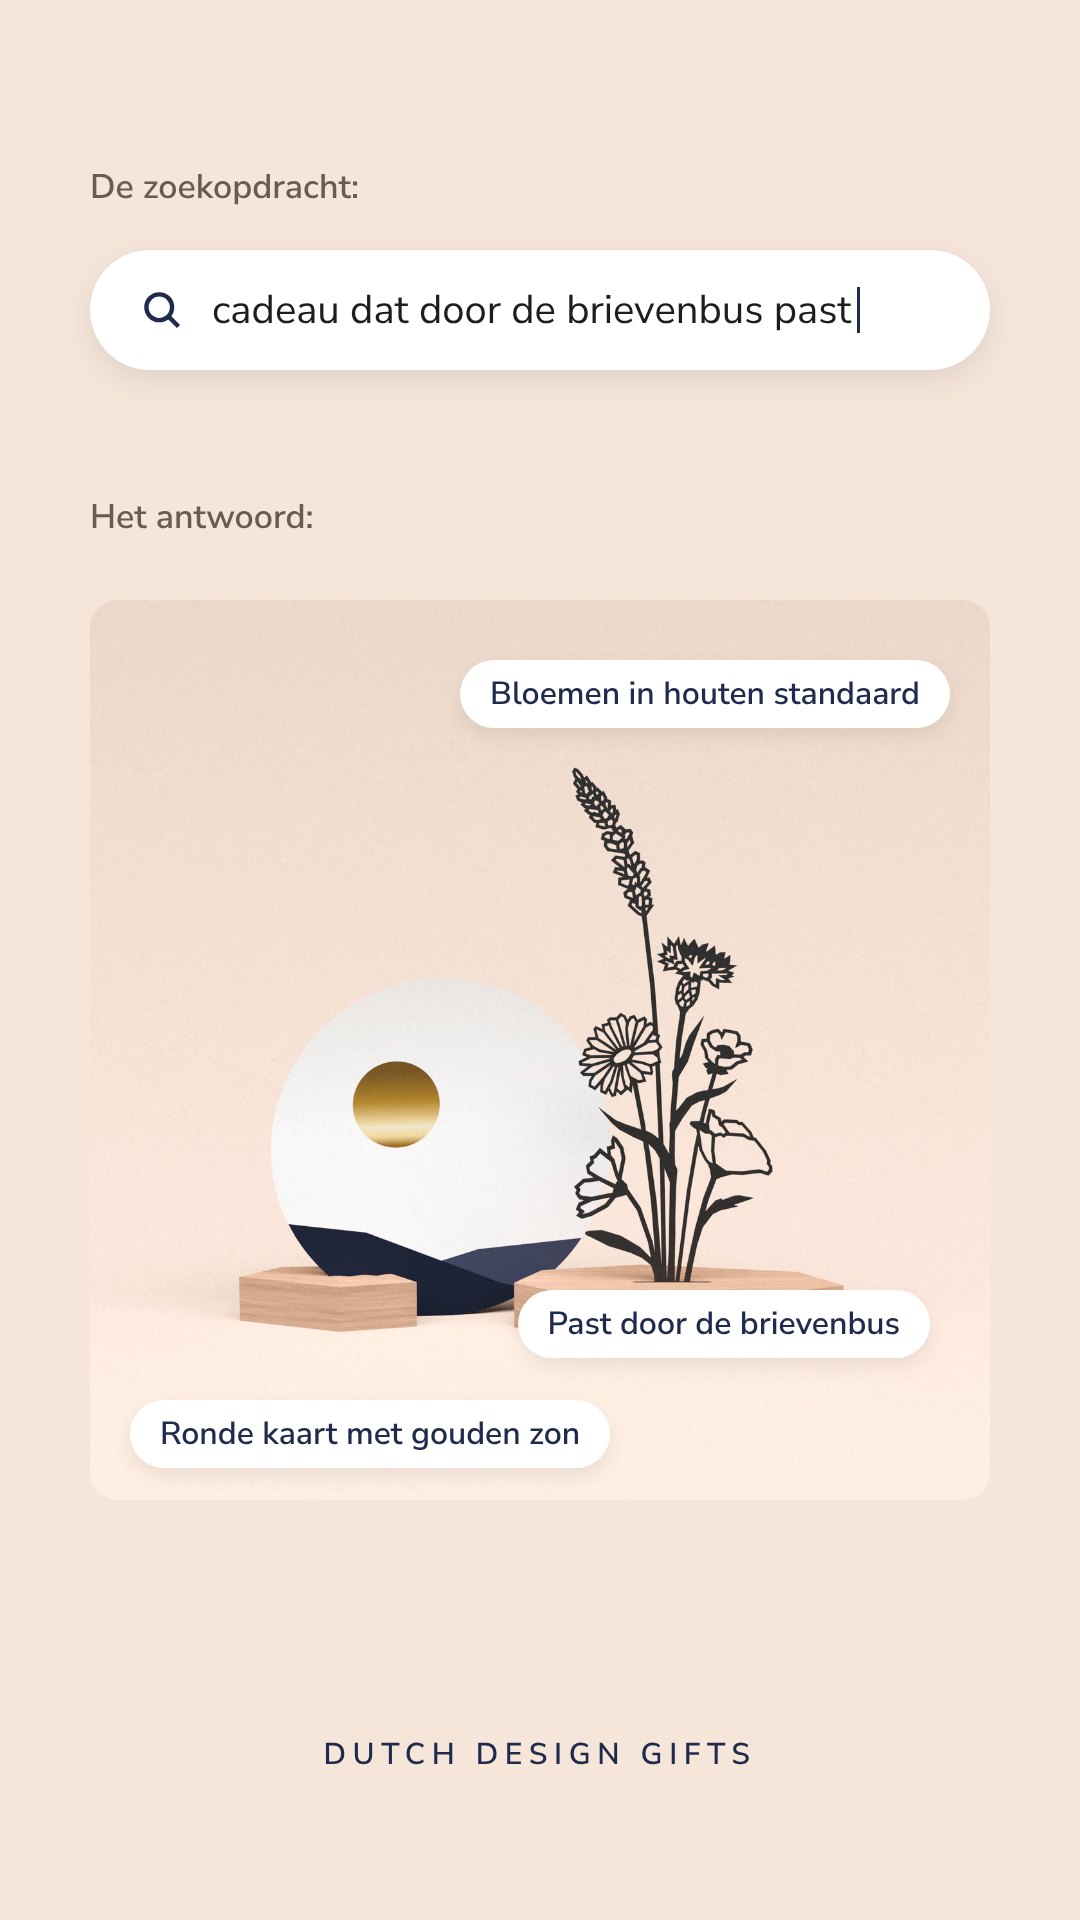 De zoekopdracht:
cadeau dat door de brievenbus past
Het antwoord:
Bloemen in houten standaard
Past door de brievenbus
Ronde kaart met gouden zon
DUTCH DESIGN GIFTS